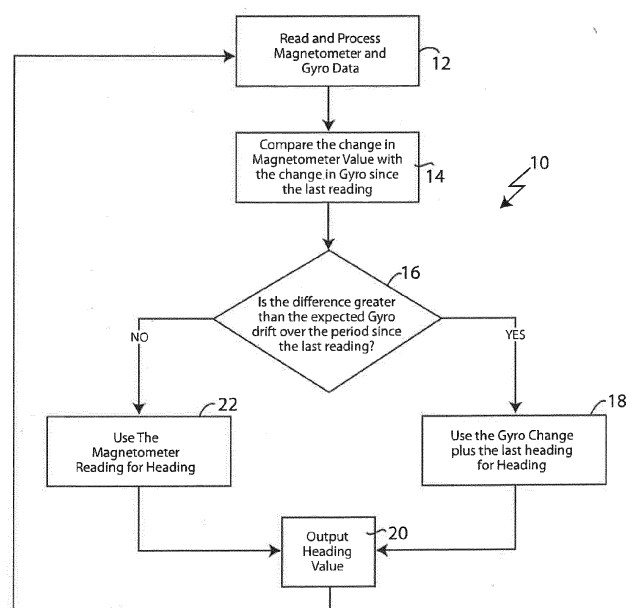 Read and Process
Magnetometer and
Gyro Data
12
Compare the change in
Magnetometer Value with
the change in Gyro since
the last reading
14
10
16
Is the difference greater
than the expected Gyro
drift over the period since
the last reading?
NO
YES
22
Use The
Magnetometer
Reading for Heading
18
Use the Gyro Change
plus the last heading
for Heading
Output
Heading
Value
20